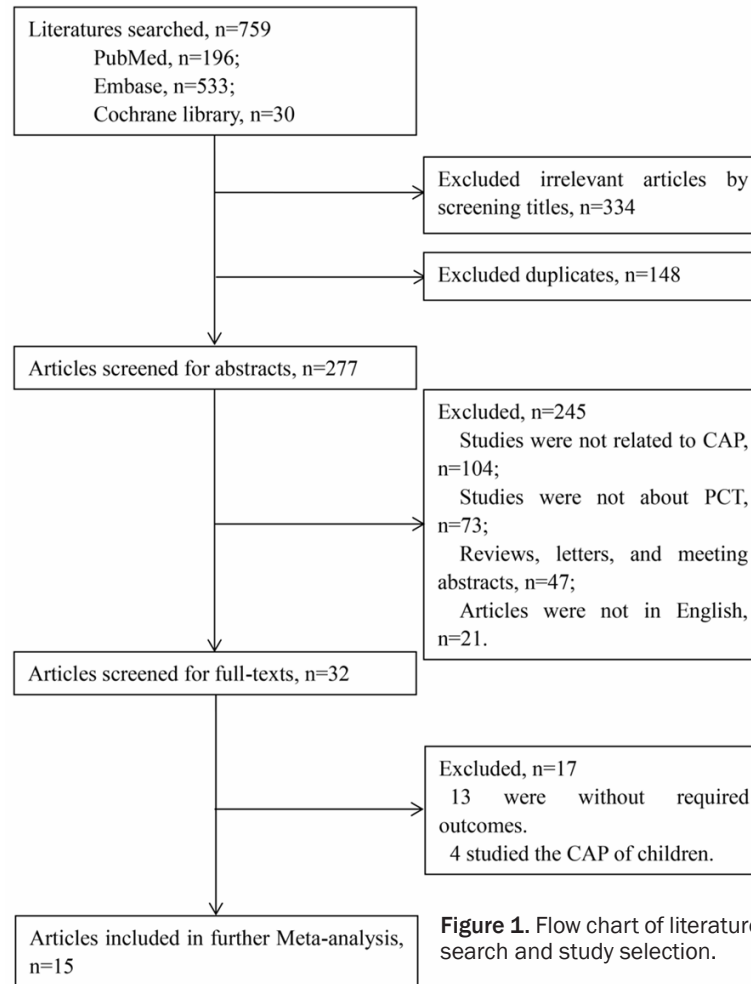 Literatures searched, n=759
PubMed, n=196;
Embase, n=533;
Cochrane library, n=30
Excluded irrelevant articles by
screening titles, n=334
Excluded duplicates, n=148
Articles screened for abstracts, n=277
Excluded, n=245
Studies were not related to CAP,
n=104;
Studies were not about PCT,
n=73;
Reviews, letters, and meeting
abstracts, n=47;
Articles were not in English,
n=21.
Articles screened for full-texts, n=32
Excluded, n=17
13 were without required
outcomes.
4 studied the CAP of children.
Articles included in further Meta-analysis,
n=15
Figure 1. Flow chart of literature
search and study selection.